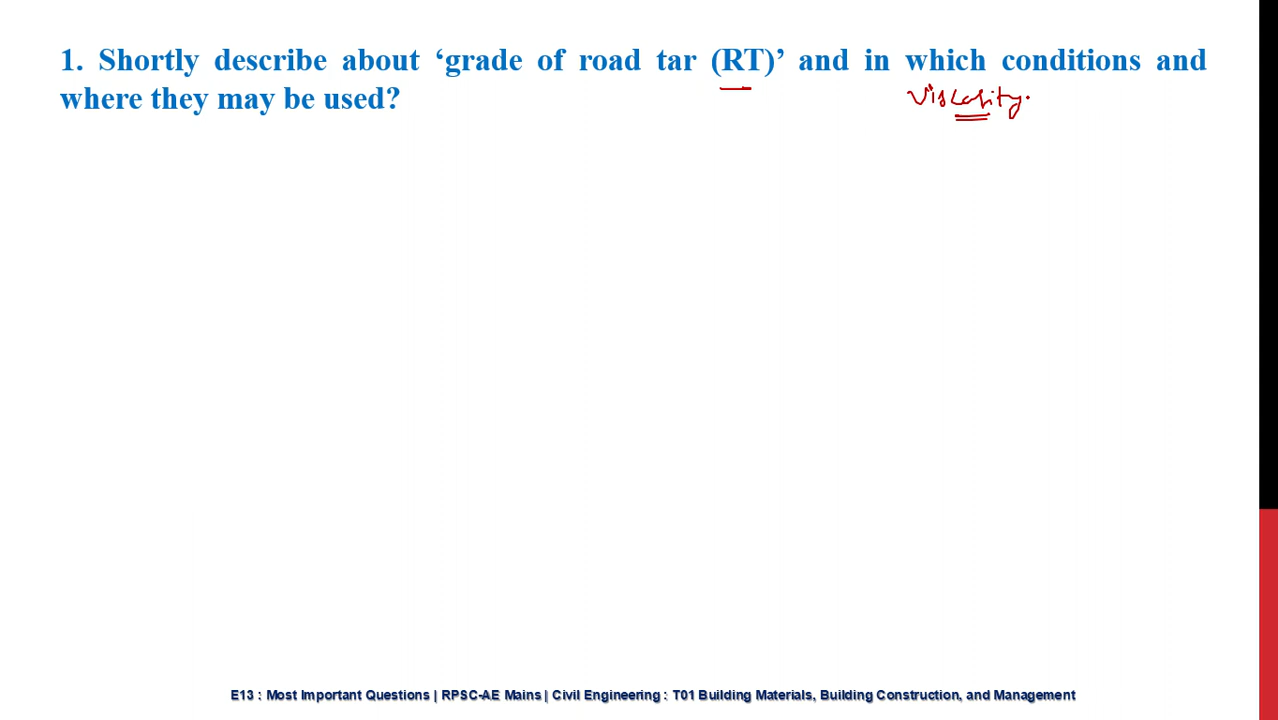 1. Shortly describe about ‘grade of road tar (RT)’ and in which conditions and
where they may be used?
Viscosity.
E13 : Most Important Questions | RPSC-AE Mains | Civil Engineering : T01 Building Materials, Building Construction, and Management